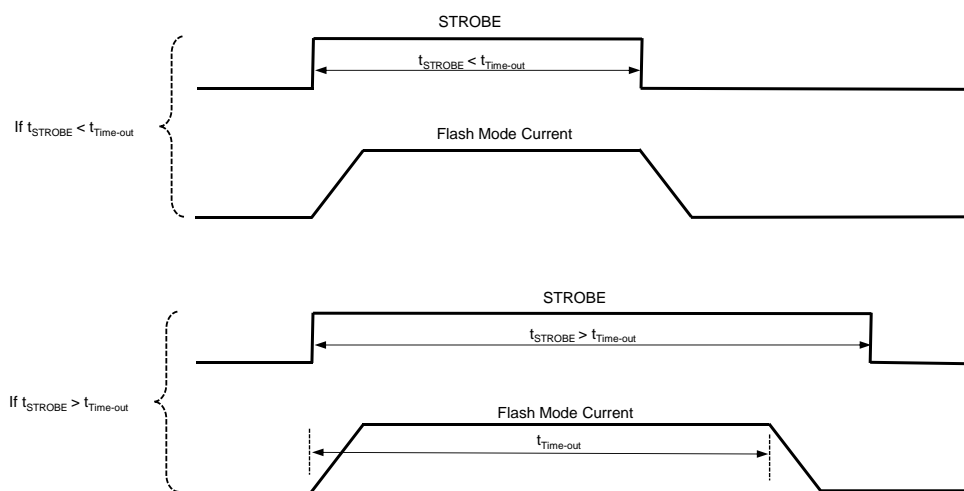 STROBE
tSTROBE < tTime-out
If tSTROBE < tTime-out
Flash Mode Current
STROBE
tSTROBE > tTime-out
If tSTROBE > tTime-out
Flash Mode Current
tTime-out